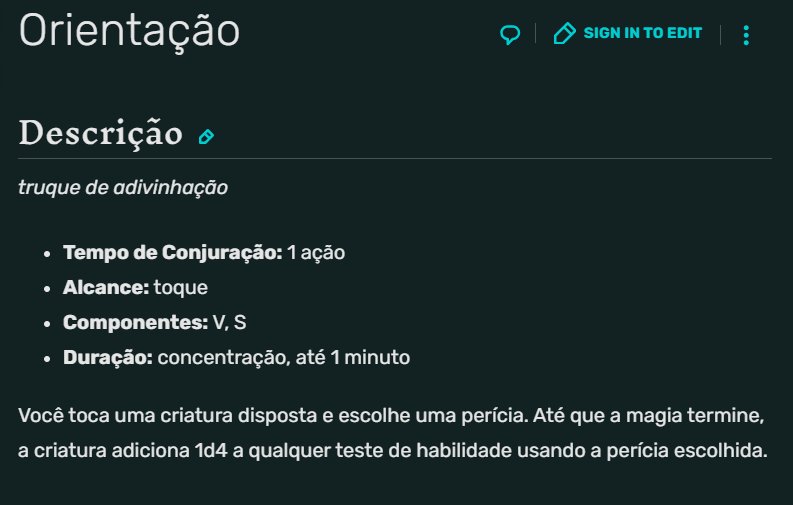 Orientação
SIGN IN TO EDIT
Descrição
truque de adivinhação
• Tempo de Conjuração: 1 ação
• Alcance: toque
• Componentes: V, S
• Duração: concentração, até 1 minuto
Você toca uma criatura disposta e escolhe uma perícia. Até que a magia termine,
a criatura adiciona 1d4 a qualquer teste de habilidade usando a perícia escolhida.